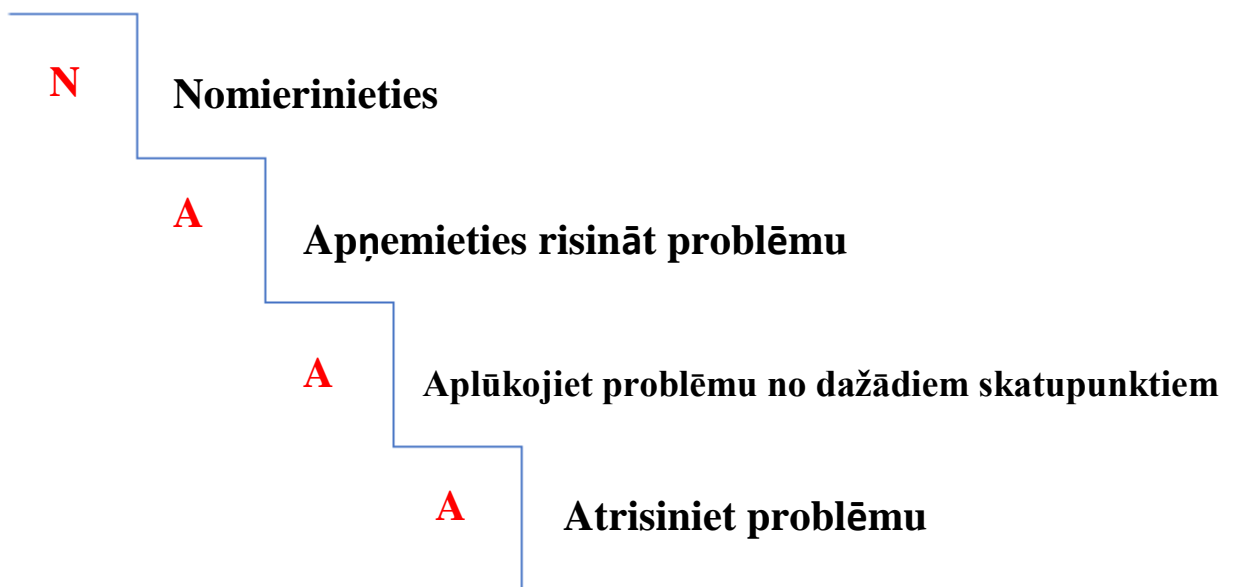 N
Nomierinieties
A
Apņemieties risināt problēmu
A
Aplūkojiet problēmu no dažādiem skatupunktiem
A
Atrisiniet problēmu